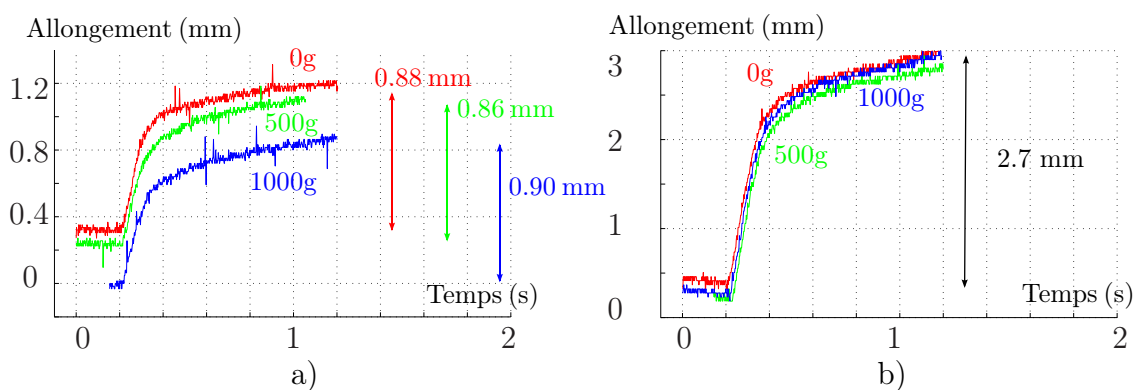 Allongement (mm)
1.2
0.8
0.4
0
0g
500g
1000g
0.88 mm
0.86 mm
0.90 mm
Temps (s)
0
1
2
a)
Allongement (mm)
3
2
1
0
0g
1000g
500g
2.7 mm
Temps (s)
0
1
2
b)